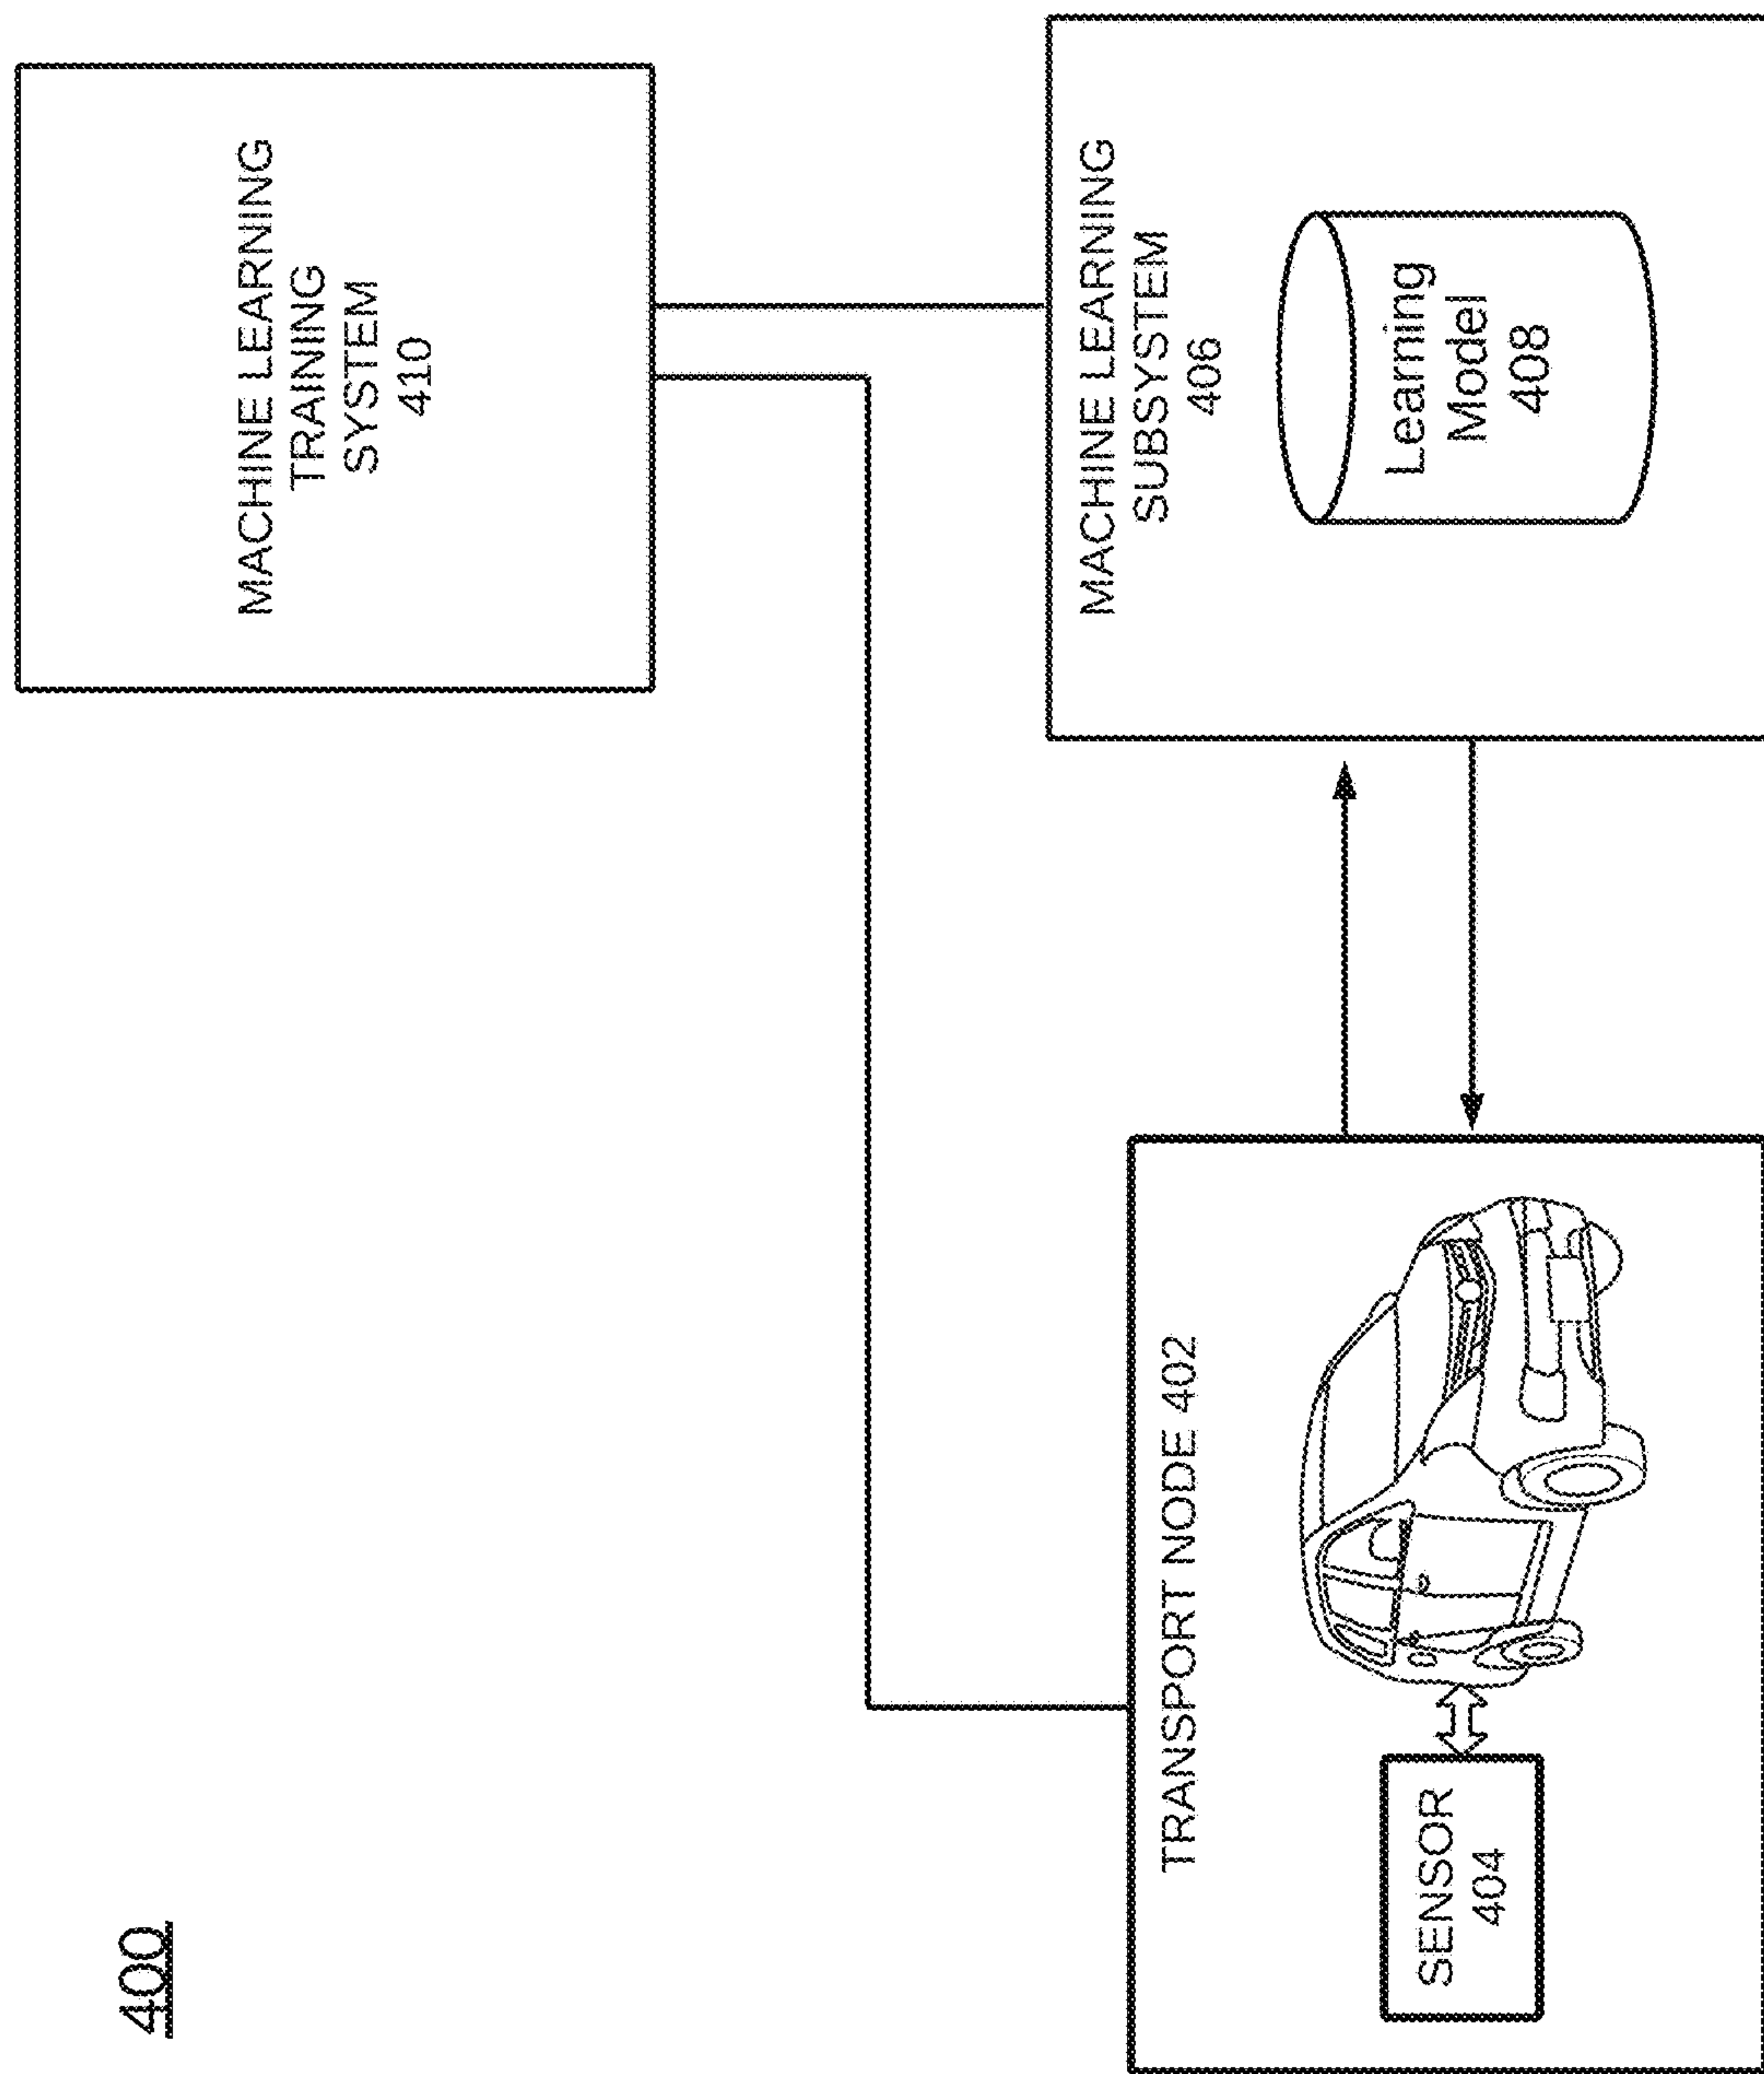 400
MACHINE LEARNING
TRAINING
SYSTEM
410
TRANSPORT NODE 402
SENSOR
404
MACHINE LEARNING
SUBSYSTEM
406
Learning
Model
408